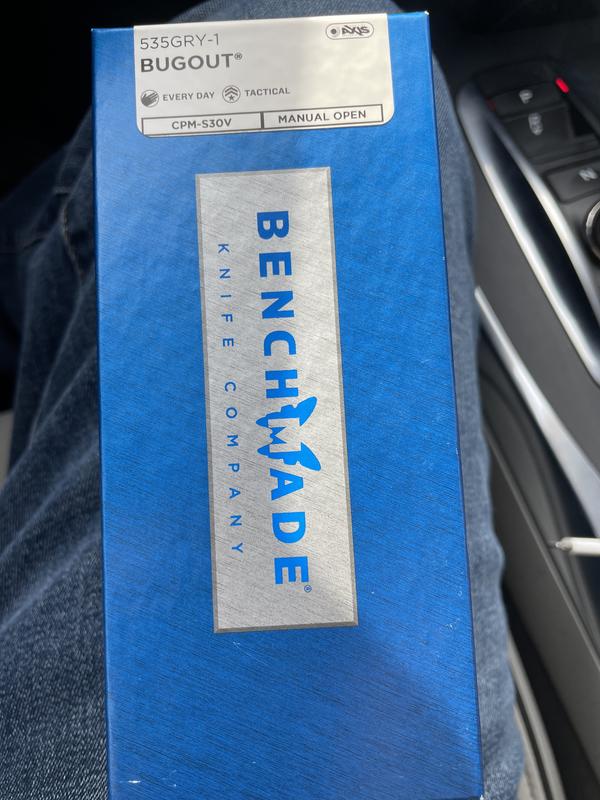 535GRY-1
AXIS
BUGOUT®
EVERY DAY
TACTICAL
CPM-S30V
MANUAL OPEN
BENCHMADE®
KNIFE COMPANY
P
N